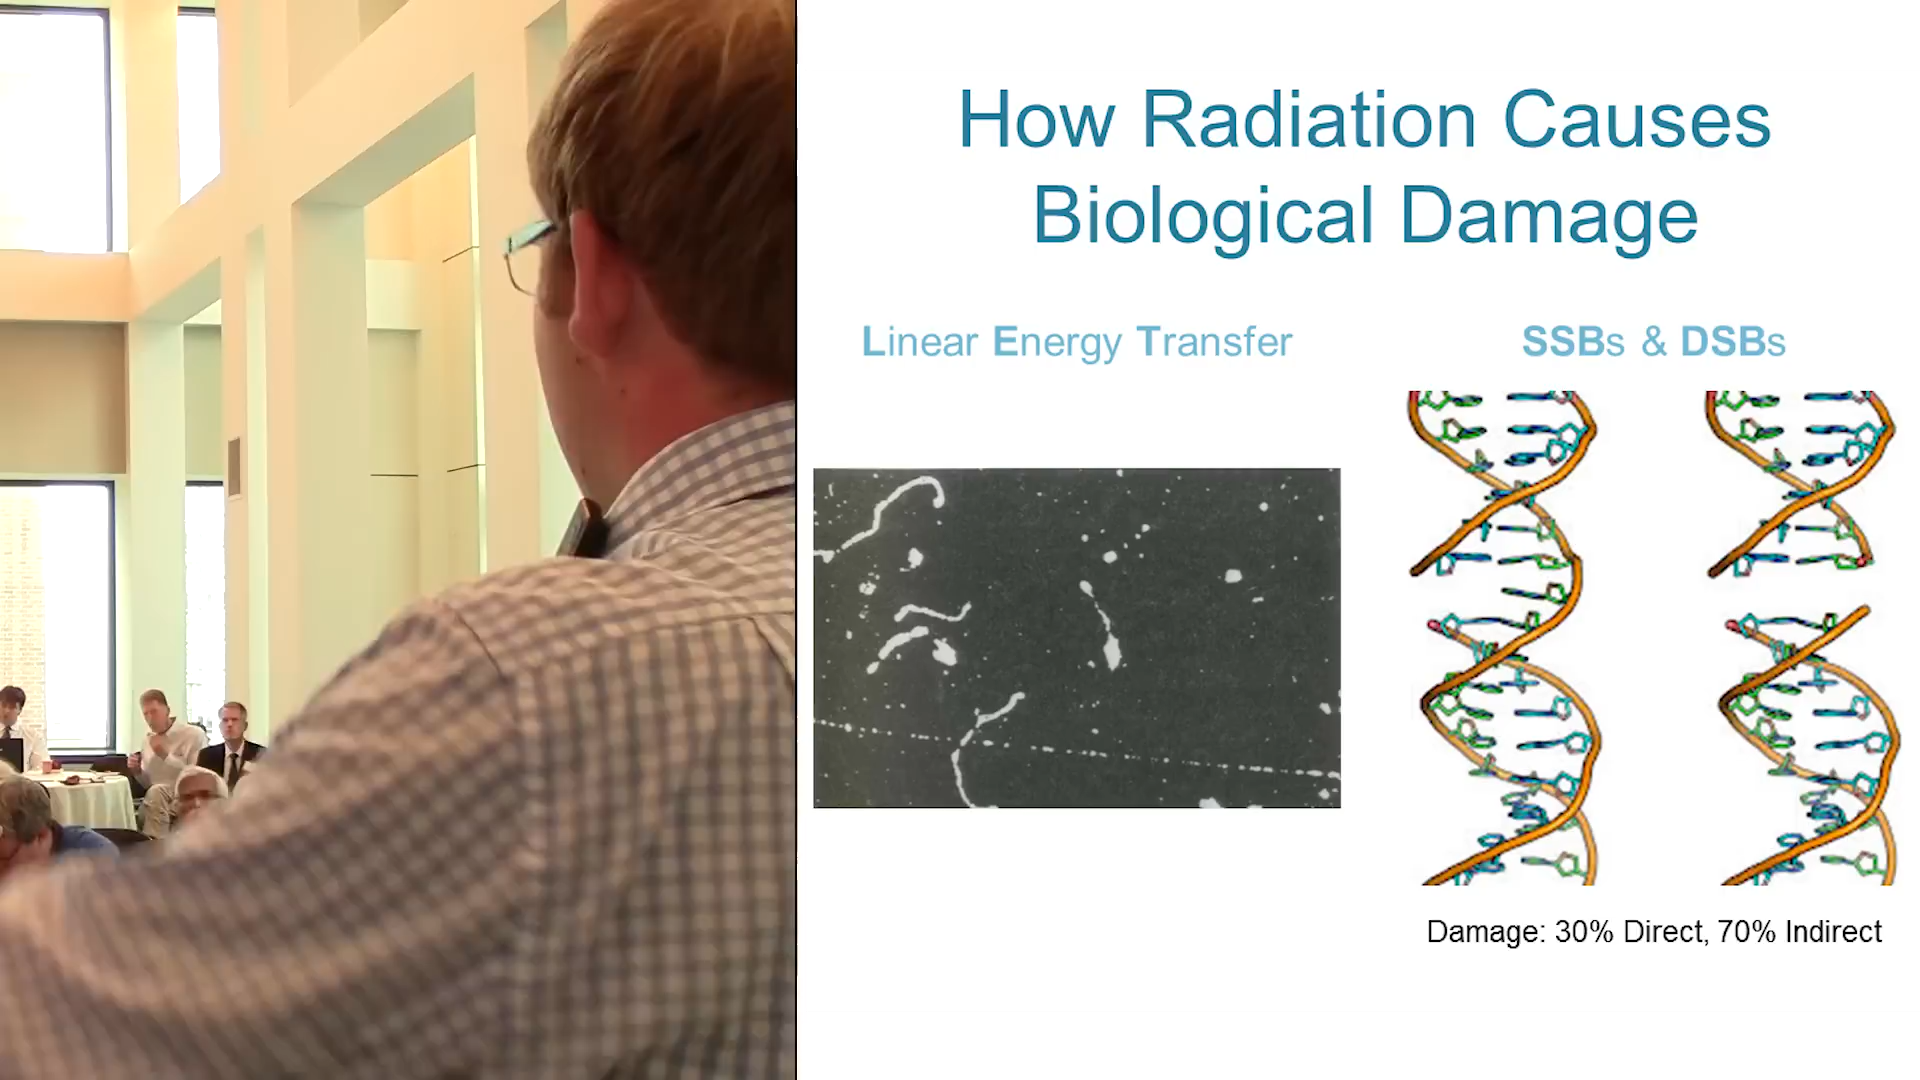 How Radiation Causes
Biological Damage
Linear Energy Transfer
SSBs & DSBs
Damage: 30% Direct, 70% Indirect